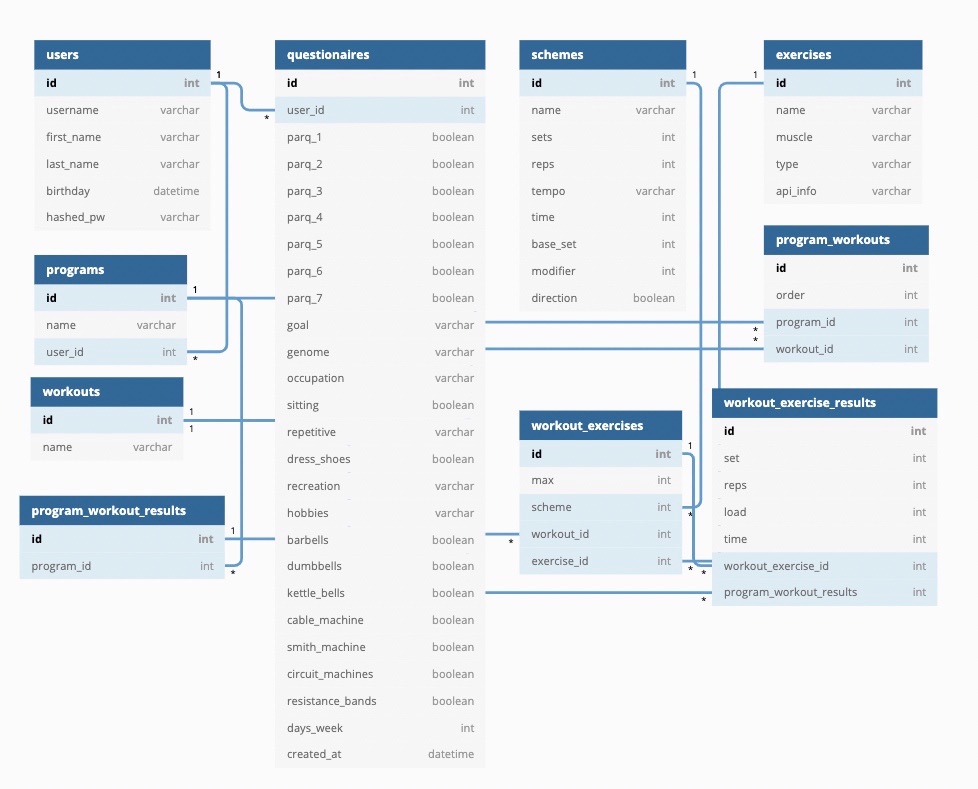 users
id int
username varchar
first_name varchar
last_name varchar
birthday datetime
hashed_pw varchar
1
*
programs
id int
name varchar
user_id int
1
*
workouts
id int
name varchar
1
1
program_workout_results
id int
program_id int
1
*
questionaires
id int
user_id int
parq_1 boolean
parq_2 boolean
parq_3 boolean
parq_4 boolean
parq_5 boolean
parq_6 boolean
parq_7 boolean
goal varchar
genome varchar
occupation varchar
sitting boolean
repetitive varchar
dress_shoes boolean
recreation varchar
hobbies varchar
barbells boolean
dumbbells boolean
kettle_bells boolean
cable_machine boolean
smith_machine boolean
circuit_machines boolean
resistance_bands boolean
days_week int
created_at datetime
schemes
id int
name varchar
sets int
reps int
tempo varchar
time int
base_set int
modifier int
direction boolean
1
workout_exercises
id int
max int
scheme int
workout_id int
exercise_id int
1
*
*
*
exercises
id int
name varchar
muscle varchar
type varchar
api_info varchar
1
program_workouts
id int
order int
program_id int
workout_id int
*
*
workout_exercise_results
id int
set int
reps int
load int
time int
workout_exercise_id int
program_workout_results int
*
*